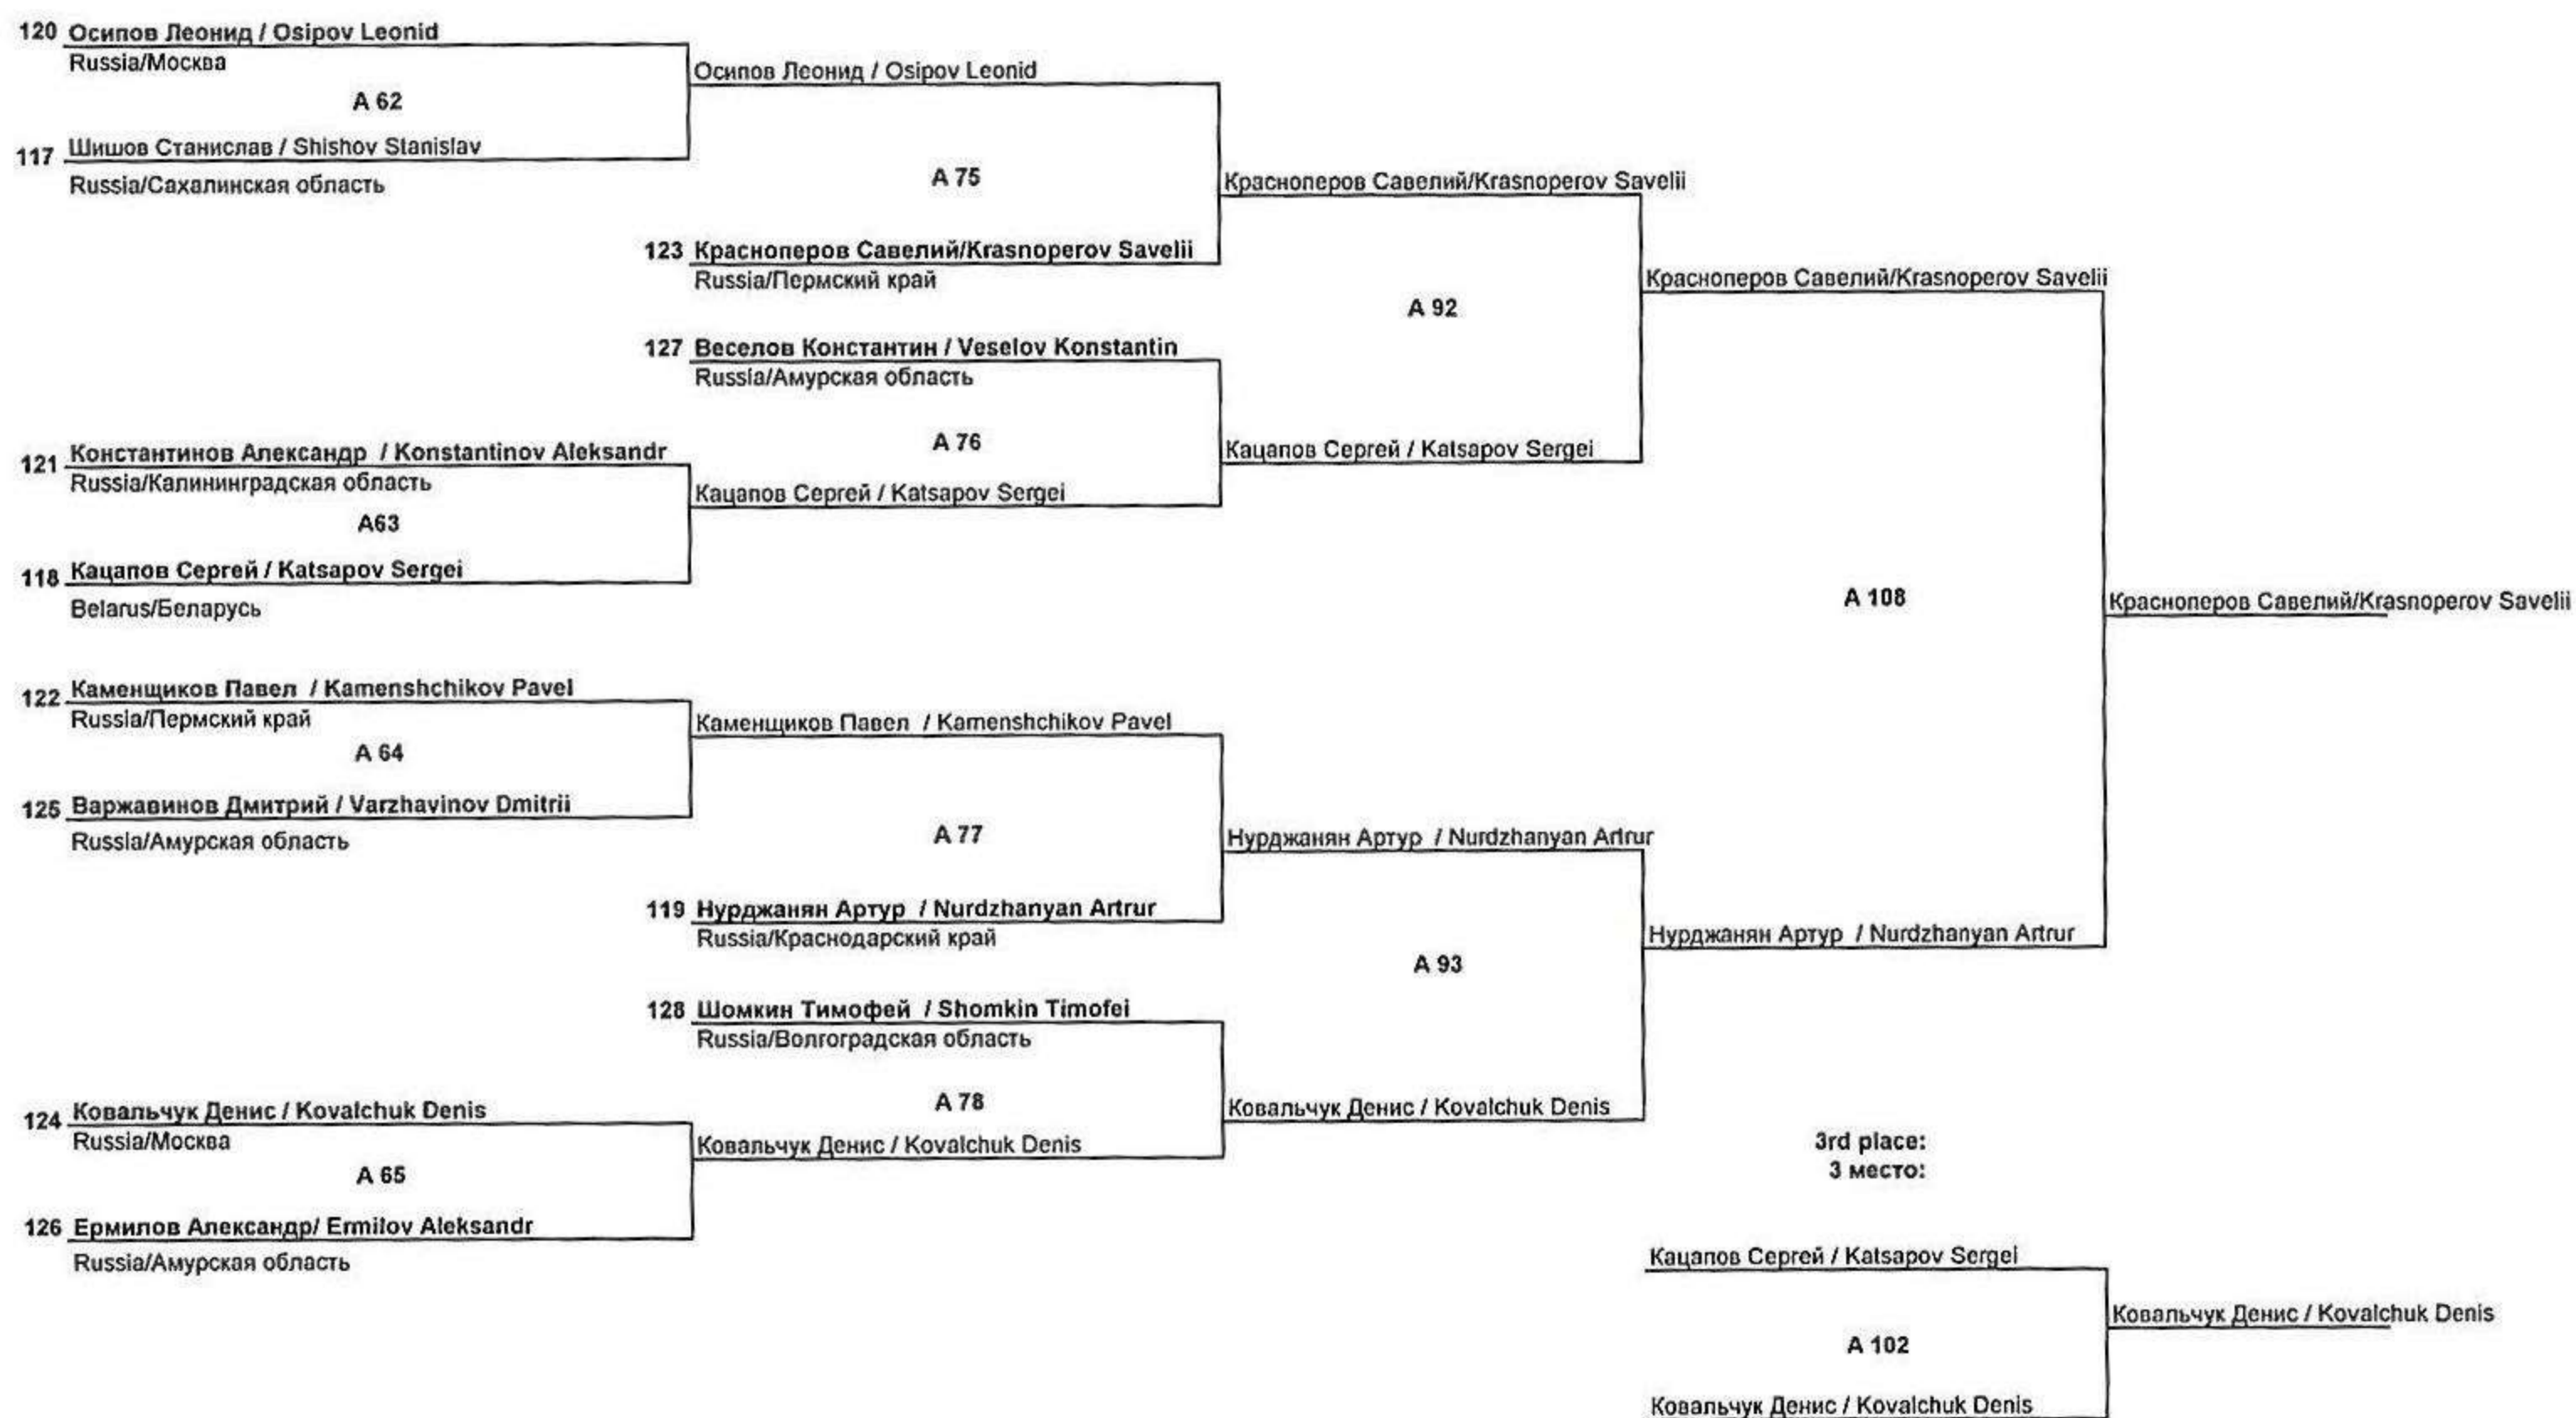 120 Осипов Леонид / Osipov Leonid
Russia/Москва
A 62
117 Шишов Станислав / Shishov Stanislav
Russia/Сахалинская область
Осипов Леонид / Osipov Leonid
A 75
123 Красноперов Савелий/Krasnoperov Savelii
Russia/Пермский край
Красноперов Савелий/Krasnoperov Savelii
A 92
Красноперов Савелий/Krasnoperov Savelii
127 Веселов Константин / Veselov Konstantin
Russia/Амурская область
A 76
Кацапов Сергей / Katsapov Sergei
121 Константинов Александр / Konstantinov Aleksandr
Russia/Калининградская область
A63
118 Кацапов Сергей / Katsapov Sergei
Belarus/Беларусь
Кацапов Сергей / Katsapov Sergei
A 108
Красноперов Савелий/Krasnoperov Savelii
122 Каменщиков Павел / Kamenshchikov Pavel
Russia/Пермский край
A 64
125 Варжавинов Дмитрий / Varzhavinov Dmitrii
Russia/Амурская область
Каменщиков Павел / Kamenshchikov Pavel
A 77
119 Нурджанян Артур / Nurdzhanyan Artrur
Russia/Краснодарский край
Нурджанян Артур / Nurdzhanyan Artrur
A 93
Нурджанян Артур / Nurdzhanyan Artrur
128 Шомкин Тимофей / Shomkin Timofei
Russia/Волгоградская область
A 78
Ковальчук Денис / Kovalchuk Denis
124 Ковальчук Денис / Kovalchuk Denis
Russia/Москва
A 65
126 Ермилов Александр/ Ermilov Aleksandr
Russia/Амурская область
Ковальчук Денис / Kovalchuk Denis
3rd place:
3 место:
Кацапов Сергей / Katsapov Sergei
A 102
Ковальчук Денис / Kovalchuk Denis
Ковальчук Денис / Kovalchuk Denis